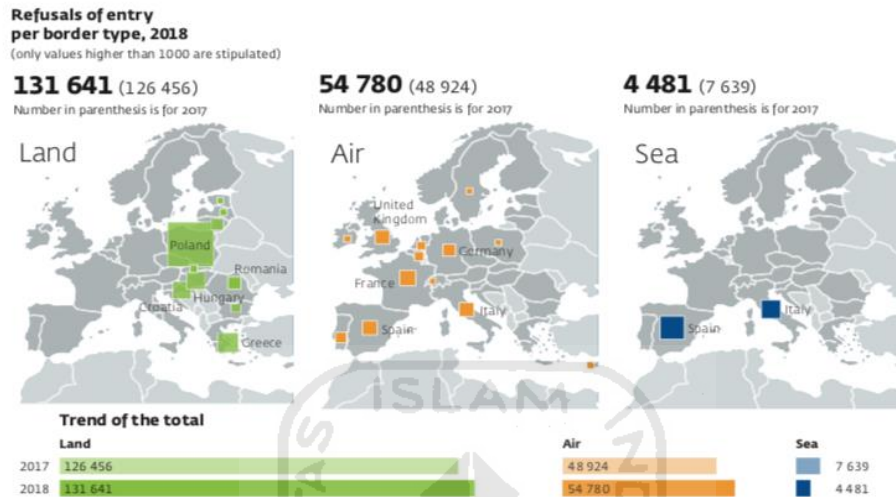 Refusals of entry
per border type, 2018
(only values higher than 1000 are stipulated)
131 641 (126 456)
Number in parenthesis is for 2017
54 780 (48 924)
Number in parenthesis is for 2017
4 481 (7 639)
Number in parenthesis is for 2017
Land
Poland
Romania
Hungary
Croatia
Greece
Air
United
Kingdom
Germany
France
Italy
Spain
Sea
Italy
Spain
ISLAM
Trend of the total
Land
Air
Sea
2017 126 456 48 924 7 639
2018 131 641 54 780 4 481